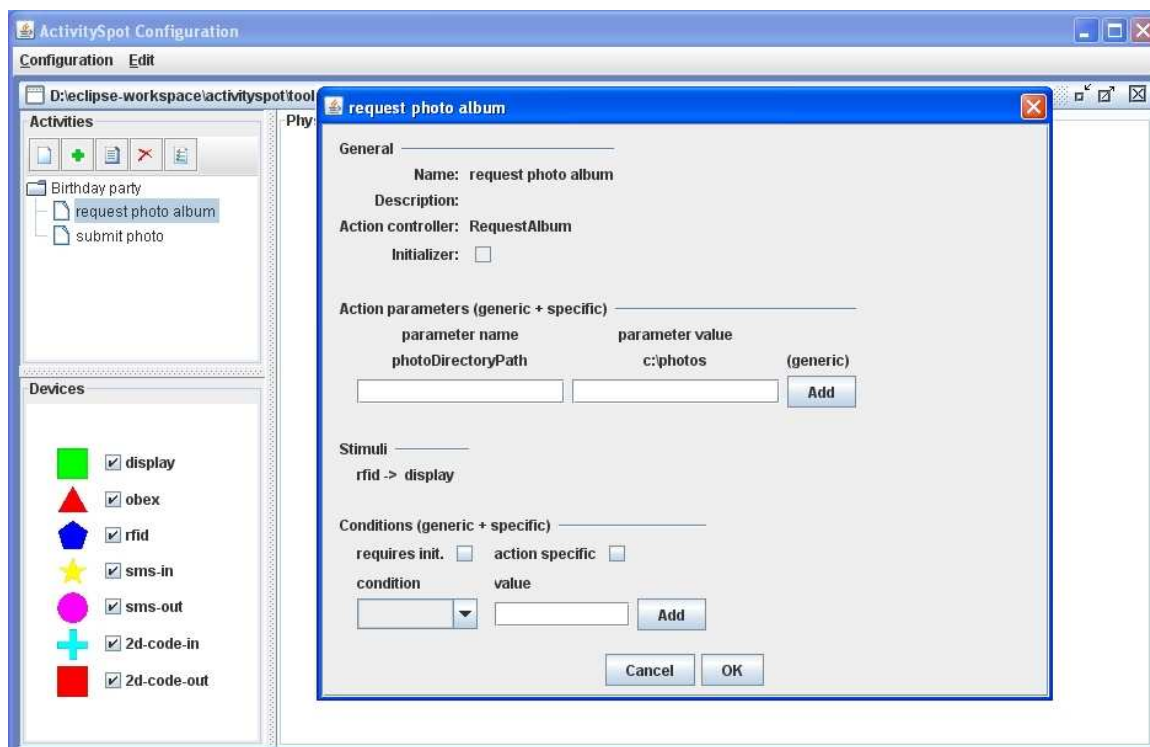 ActivitySpot Configuration
Configuration Edit
D:\eclipse-workspace\activityspot\tool
Activities
Birthday party
request photo album
submit photo
Devices
display
obex
rfid
sms-in
sms-out
2d-code-in
2d-code-out
Phy
request photo album
General
Name: request photo album
Description:
Action controller: RequestAlbum
Initializer:
Action parameters (generic + specific)
parameter name parameter value
photoDirectoryPath c:\photos (generic)
Add
Stimuli
rfid -> display
Conditions (generic + specific)
requires init. action specific
condition value
Add
Cancel OK